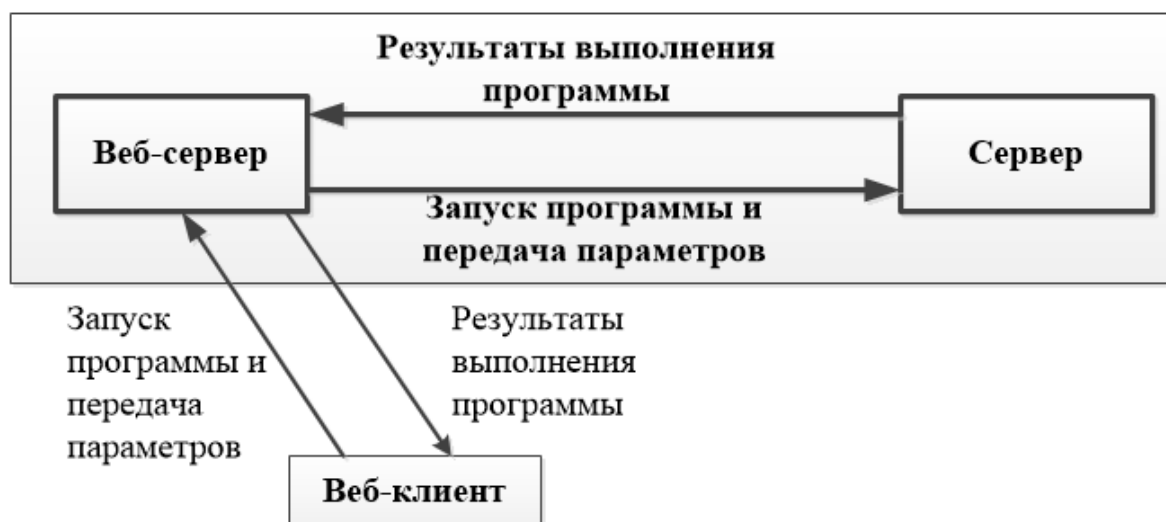 Результаты выполнения
программы
Веб-сервер
Сервер
Запуск программы и
передача параметров
Запуск
программы и
передача
параметров
Результаты
выполнения
программы
Веб-клиент